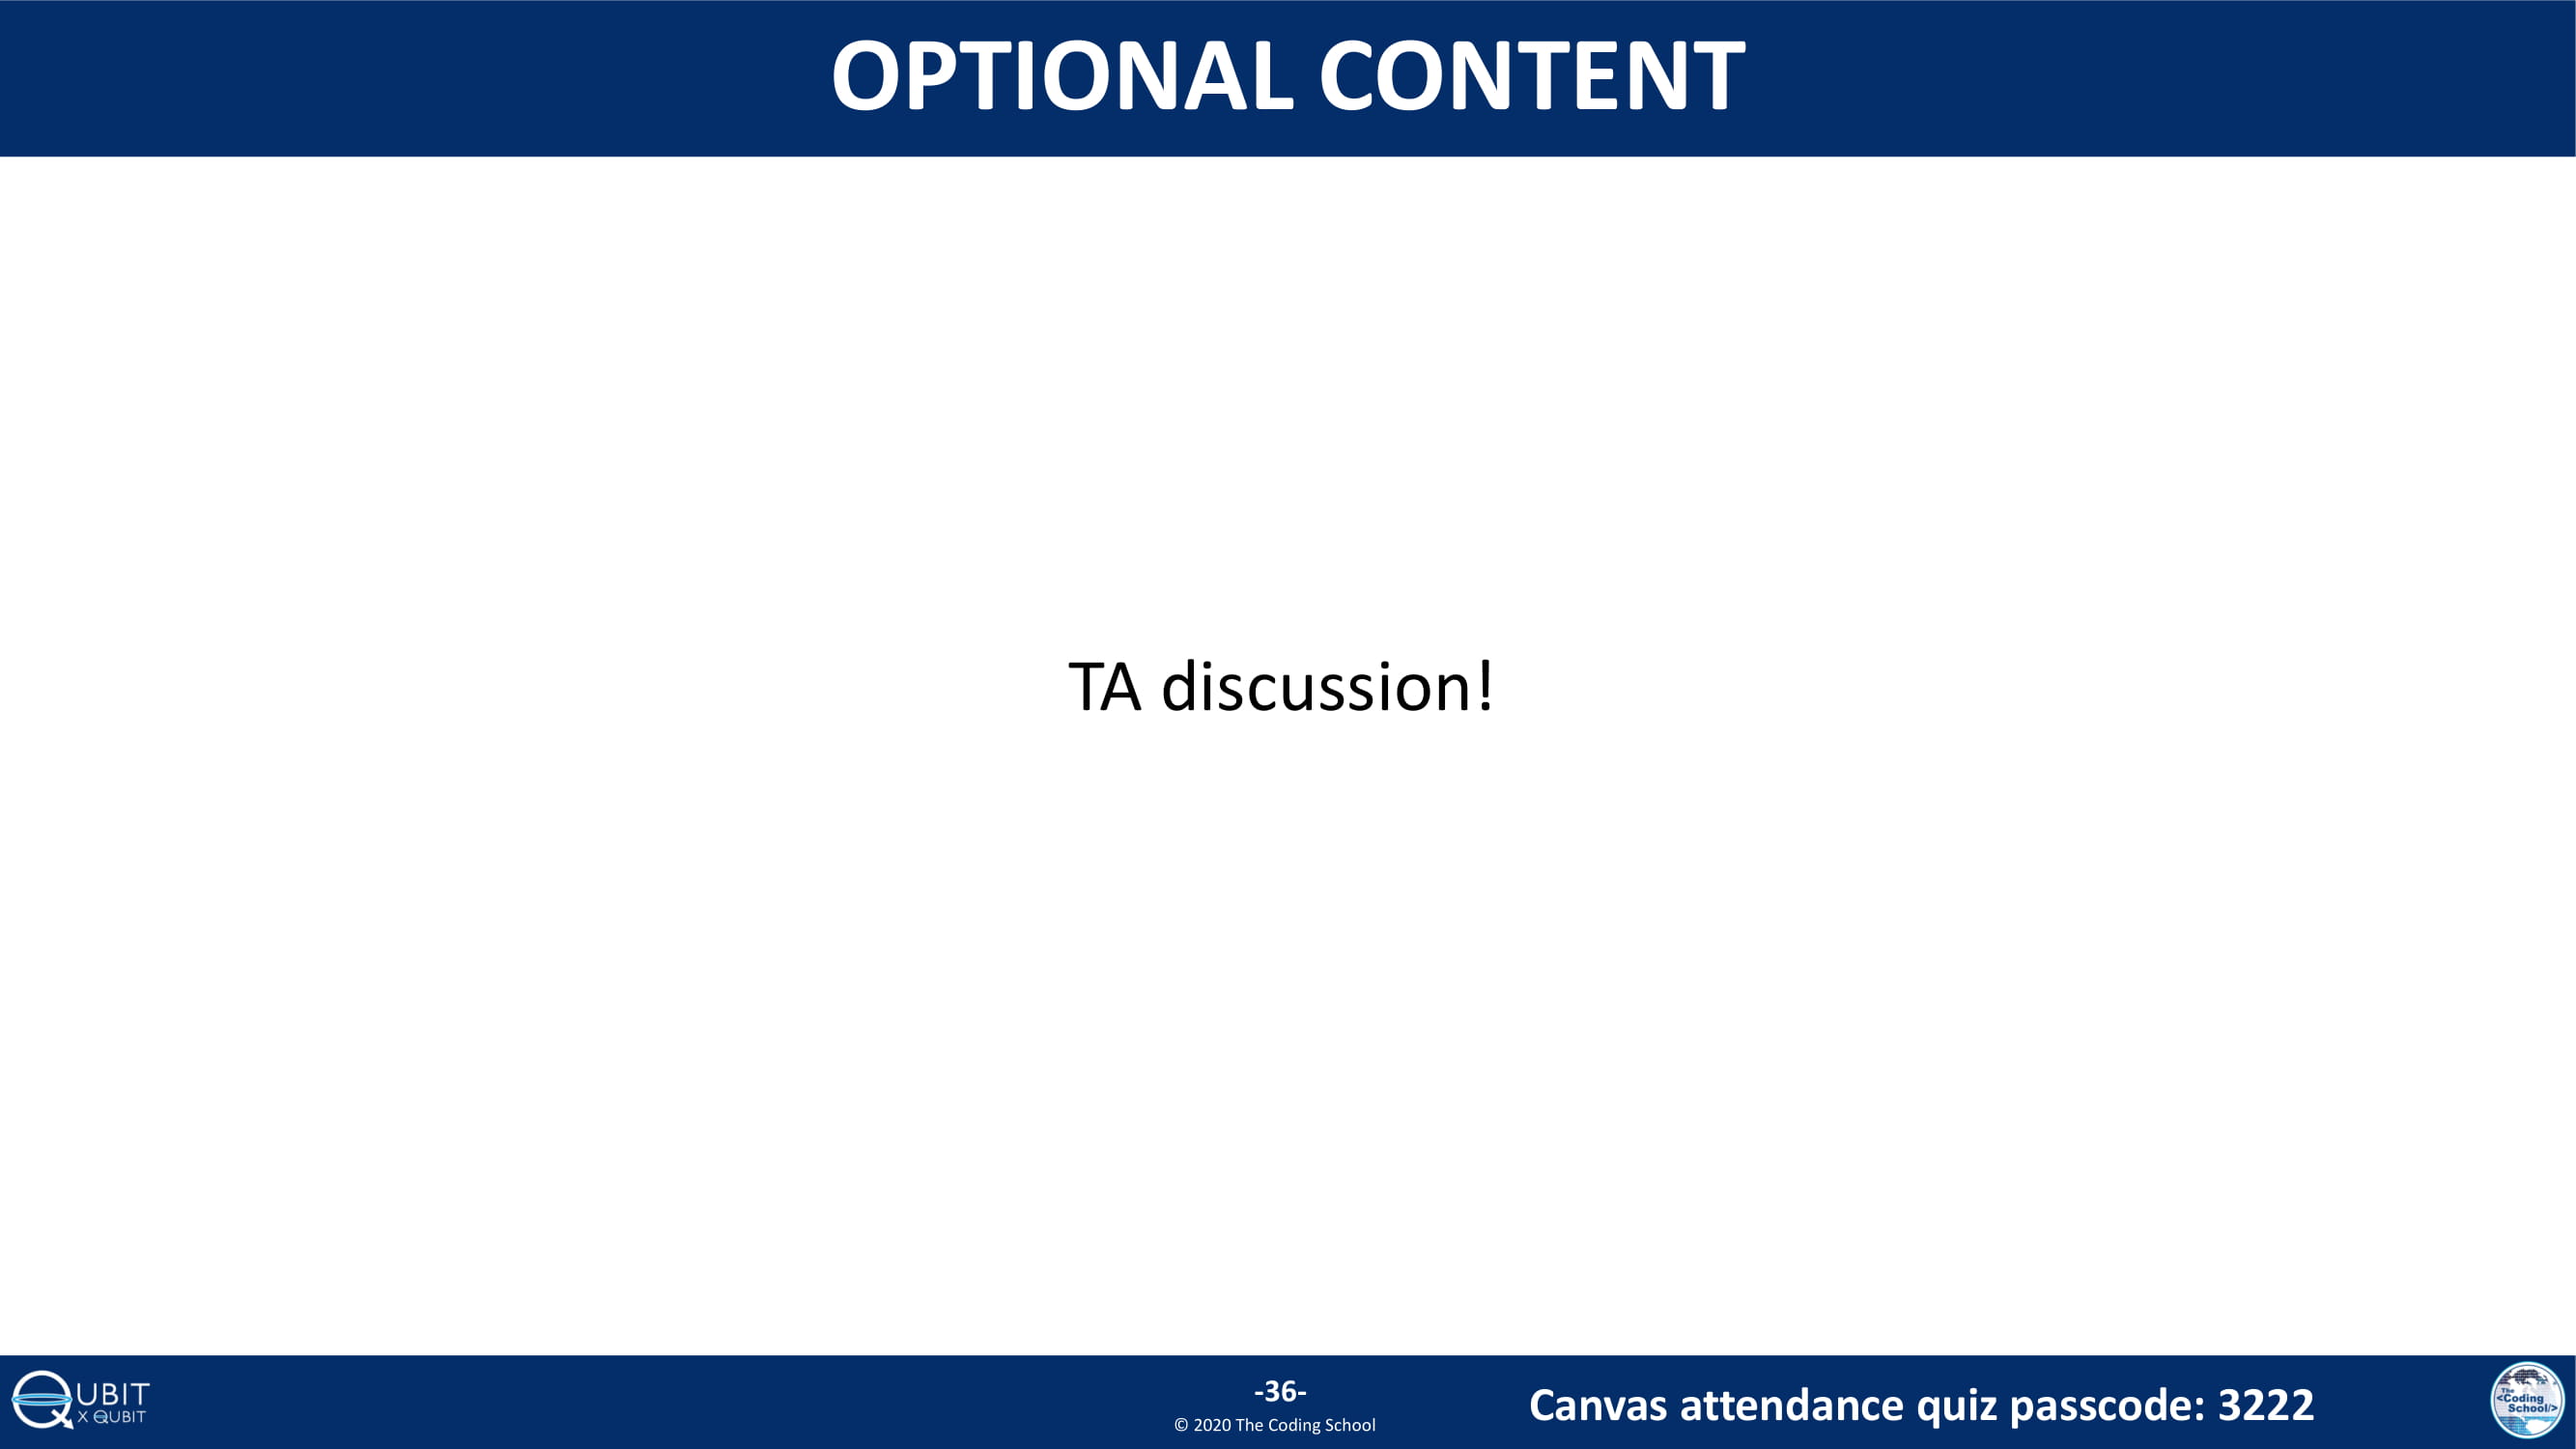 OPTIONAL CONTENT
TA discussion!
QUBIT
X QUBIT
-36-
© 2020 The Coding School
Canvas attendance quiz passcode: 3222
The
<Coding
School/>